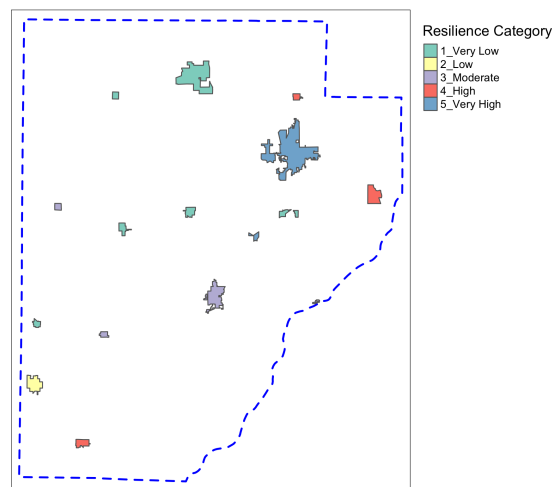 Resilience Category
1_Very Low
2_Low
3_Moderate
4_High
5_Very High